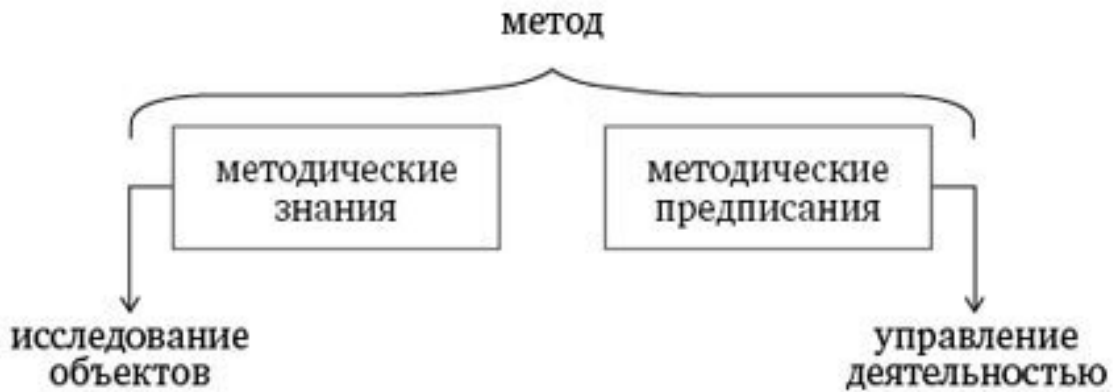 метод
методические
знания
методические
предписания
исследование
объектов
управление
деятельностью